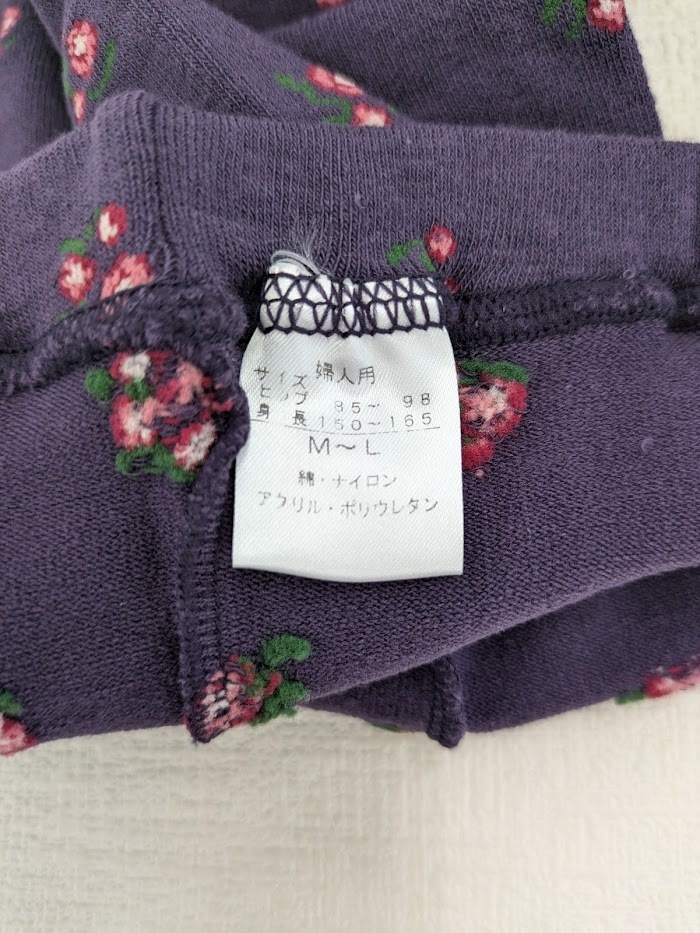 サイズ 婦人用
ヒップ 85～ 98
身 長 150～165
M～L
綿・ナイロン
アクリル・ポリウレタン